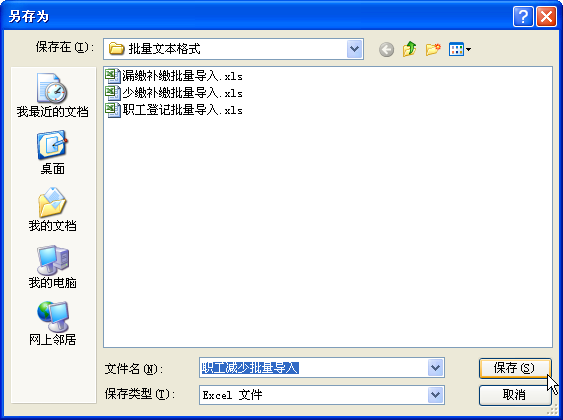 另存为
保存在(I):
批量文本格式
漏缴补缴批量导入.xls
少缴补缴批量导入.xls
职工登记批量导入.xls
我最近的文档
桌面
我的文档
我的电脑
网上邻居
文件名(N):
职工减少批量导入
保存(S)
保存类型(T):
Excel 文件
取消